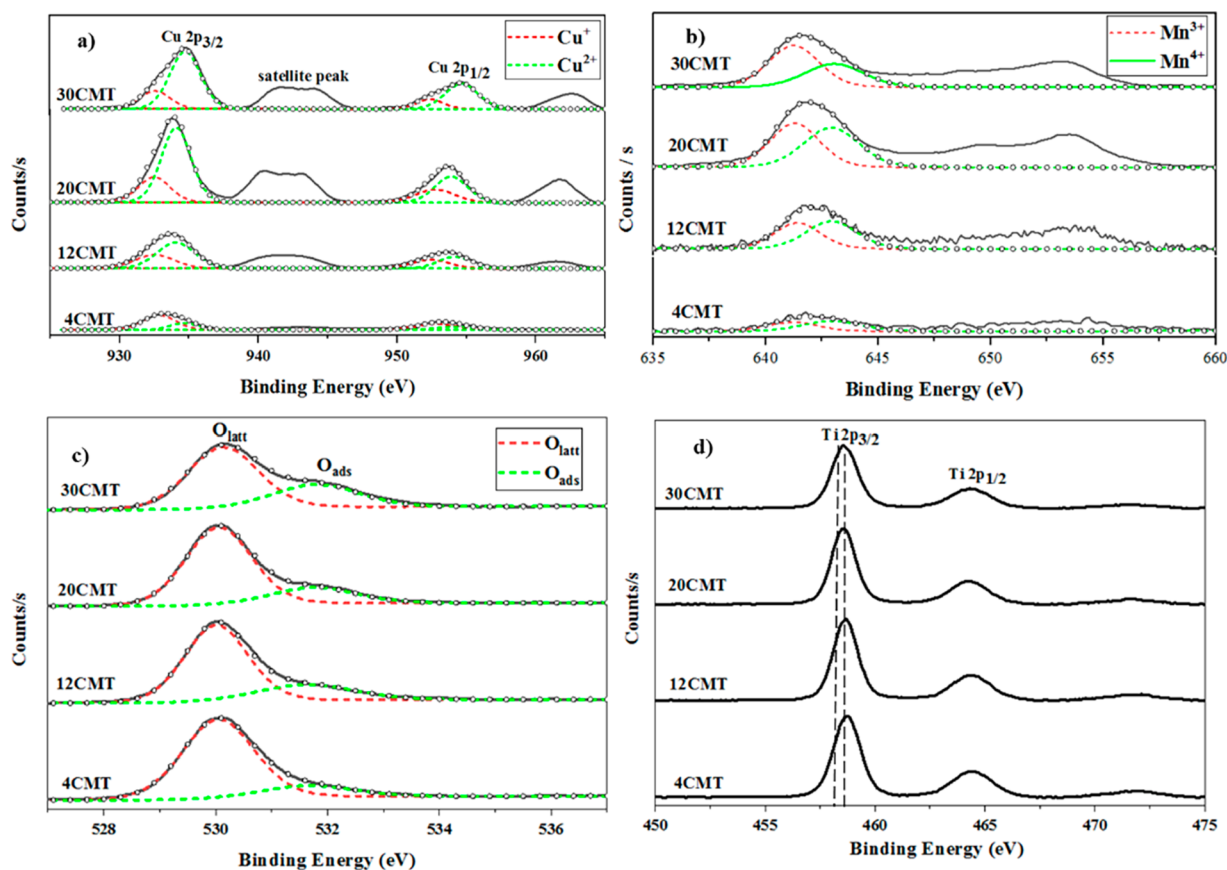 a)
Cu 2p3/2
satellite peak
Cu 2p1/2
Cu+
Cu2+
30CMT
20CMT
12CMT
4CMT
Counts/s
930
940
950
960
Binding Energy (eV)
b)
Mn3+
Mn4+
30CMT
20CMT
12CMT
4CMT
Counts / s
635
640
645
650
655
660
Binding Energy (eV)
c)
Olatt
Oads
Olatt
Oads
30CMT
20CMT
12CMT
4CMT
Counts/s
528
530
532
534
536
Binding Energy (eV)
d)
Ti 2p3/2
Ti 2p1/2
30CMT
20CMT
12CMT
4CMT
Counts/s
450
455
460
465
470
475
Binding Energy (eV)